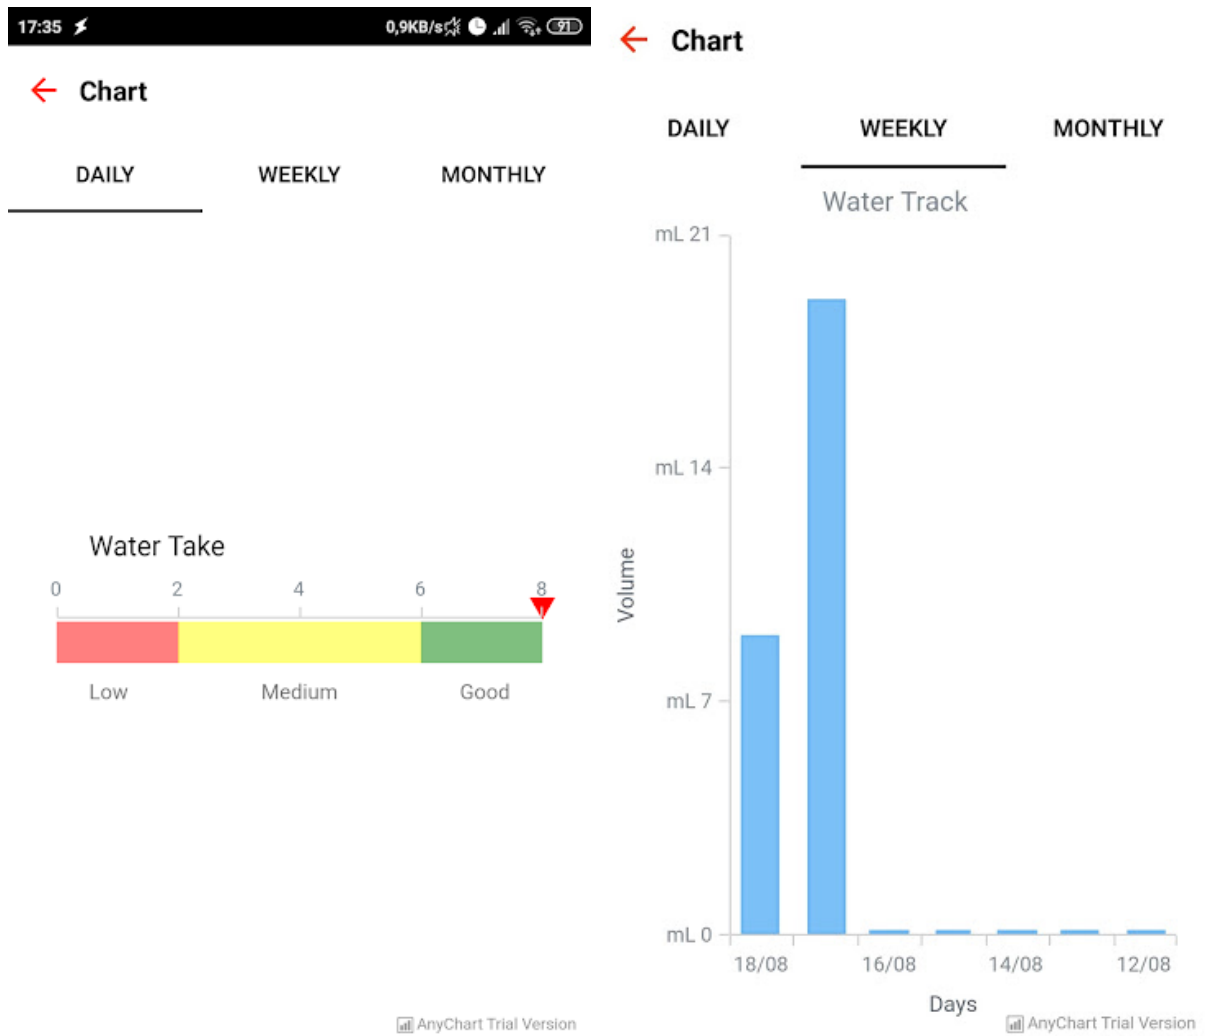 17:35
0,9KB/s
91
Chart
DAILY WEEKLY MONTHLY
Water Take
0 2 4 6 8
Low Medium Good
AnyChart Trial Version
Chart
DAILY WEEKLY MONTHLY
Water Track
mL 21
mL 14
Volume
mL 7
mL 0
18/08 16/08 14/08 12/08
Days
AnyChart Trial Version